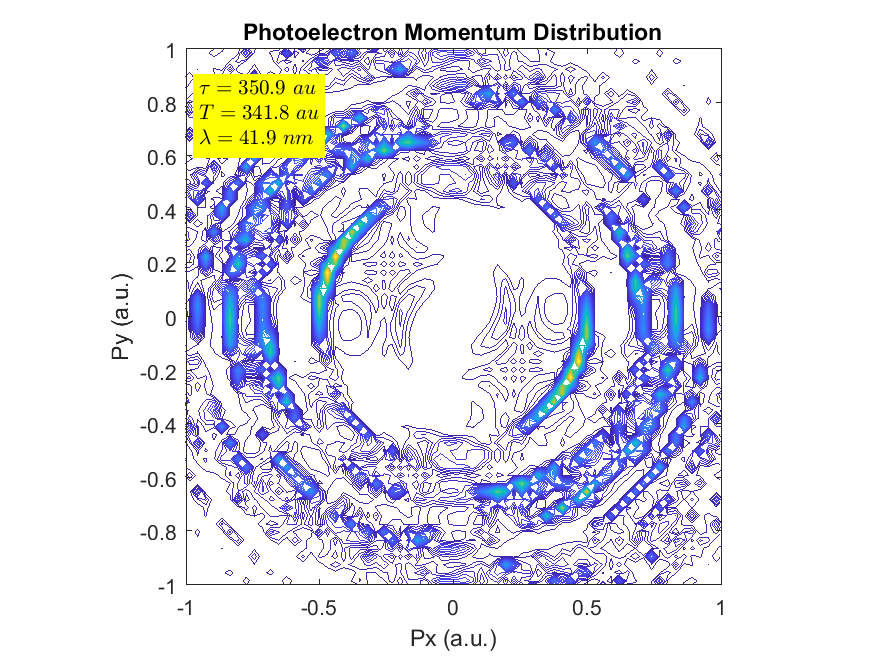 Photoelectron Momentum Distribution
τ = 350.9 au
T = 341.8 au
λ = 41.9 nm
1
0.8
0.6
0.4
0.2
0
-0.2
-0.4
-0.6
-0.8
-1
Py (a.u.)
-1 -0.5 0 0.5 1
Px (a.u.)